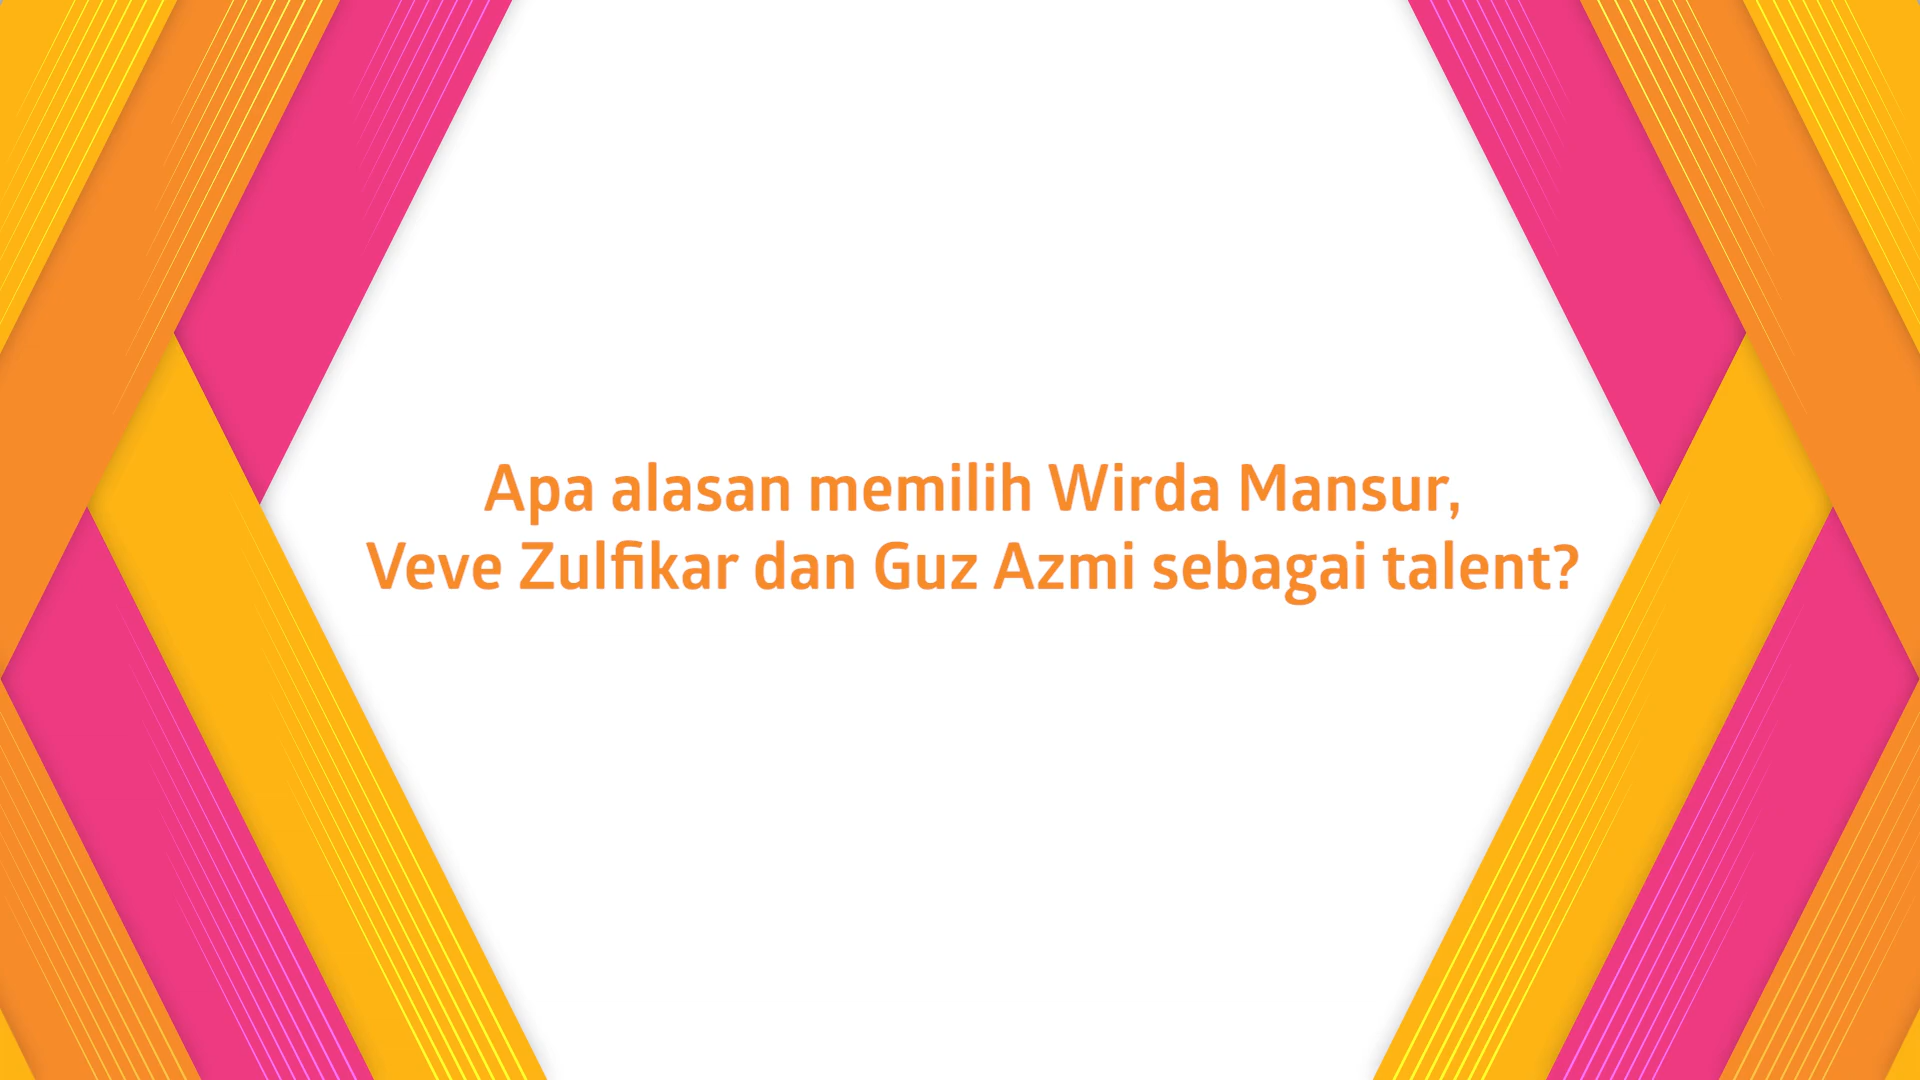 Apa alasan memilih Wirda Mansur,
Veve Zulfikar dan Guz Azmi sebagai talent?